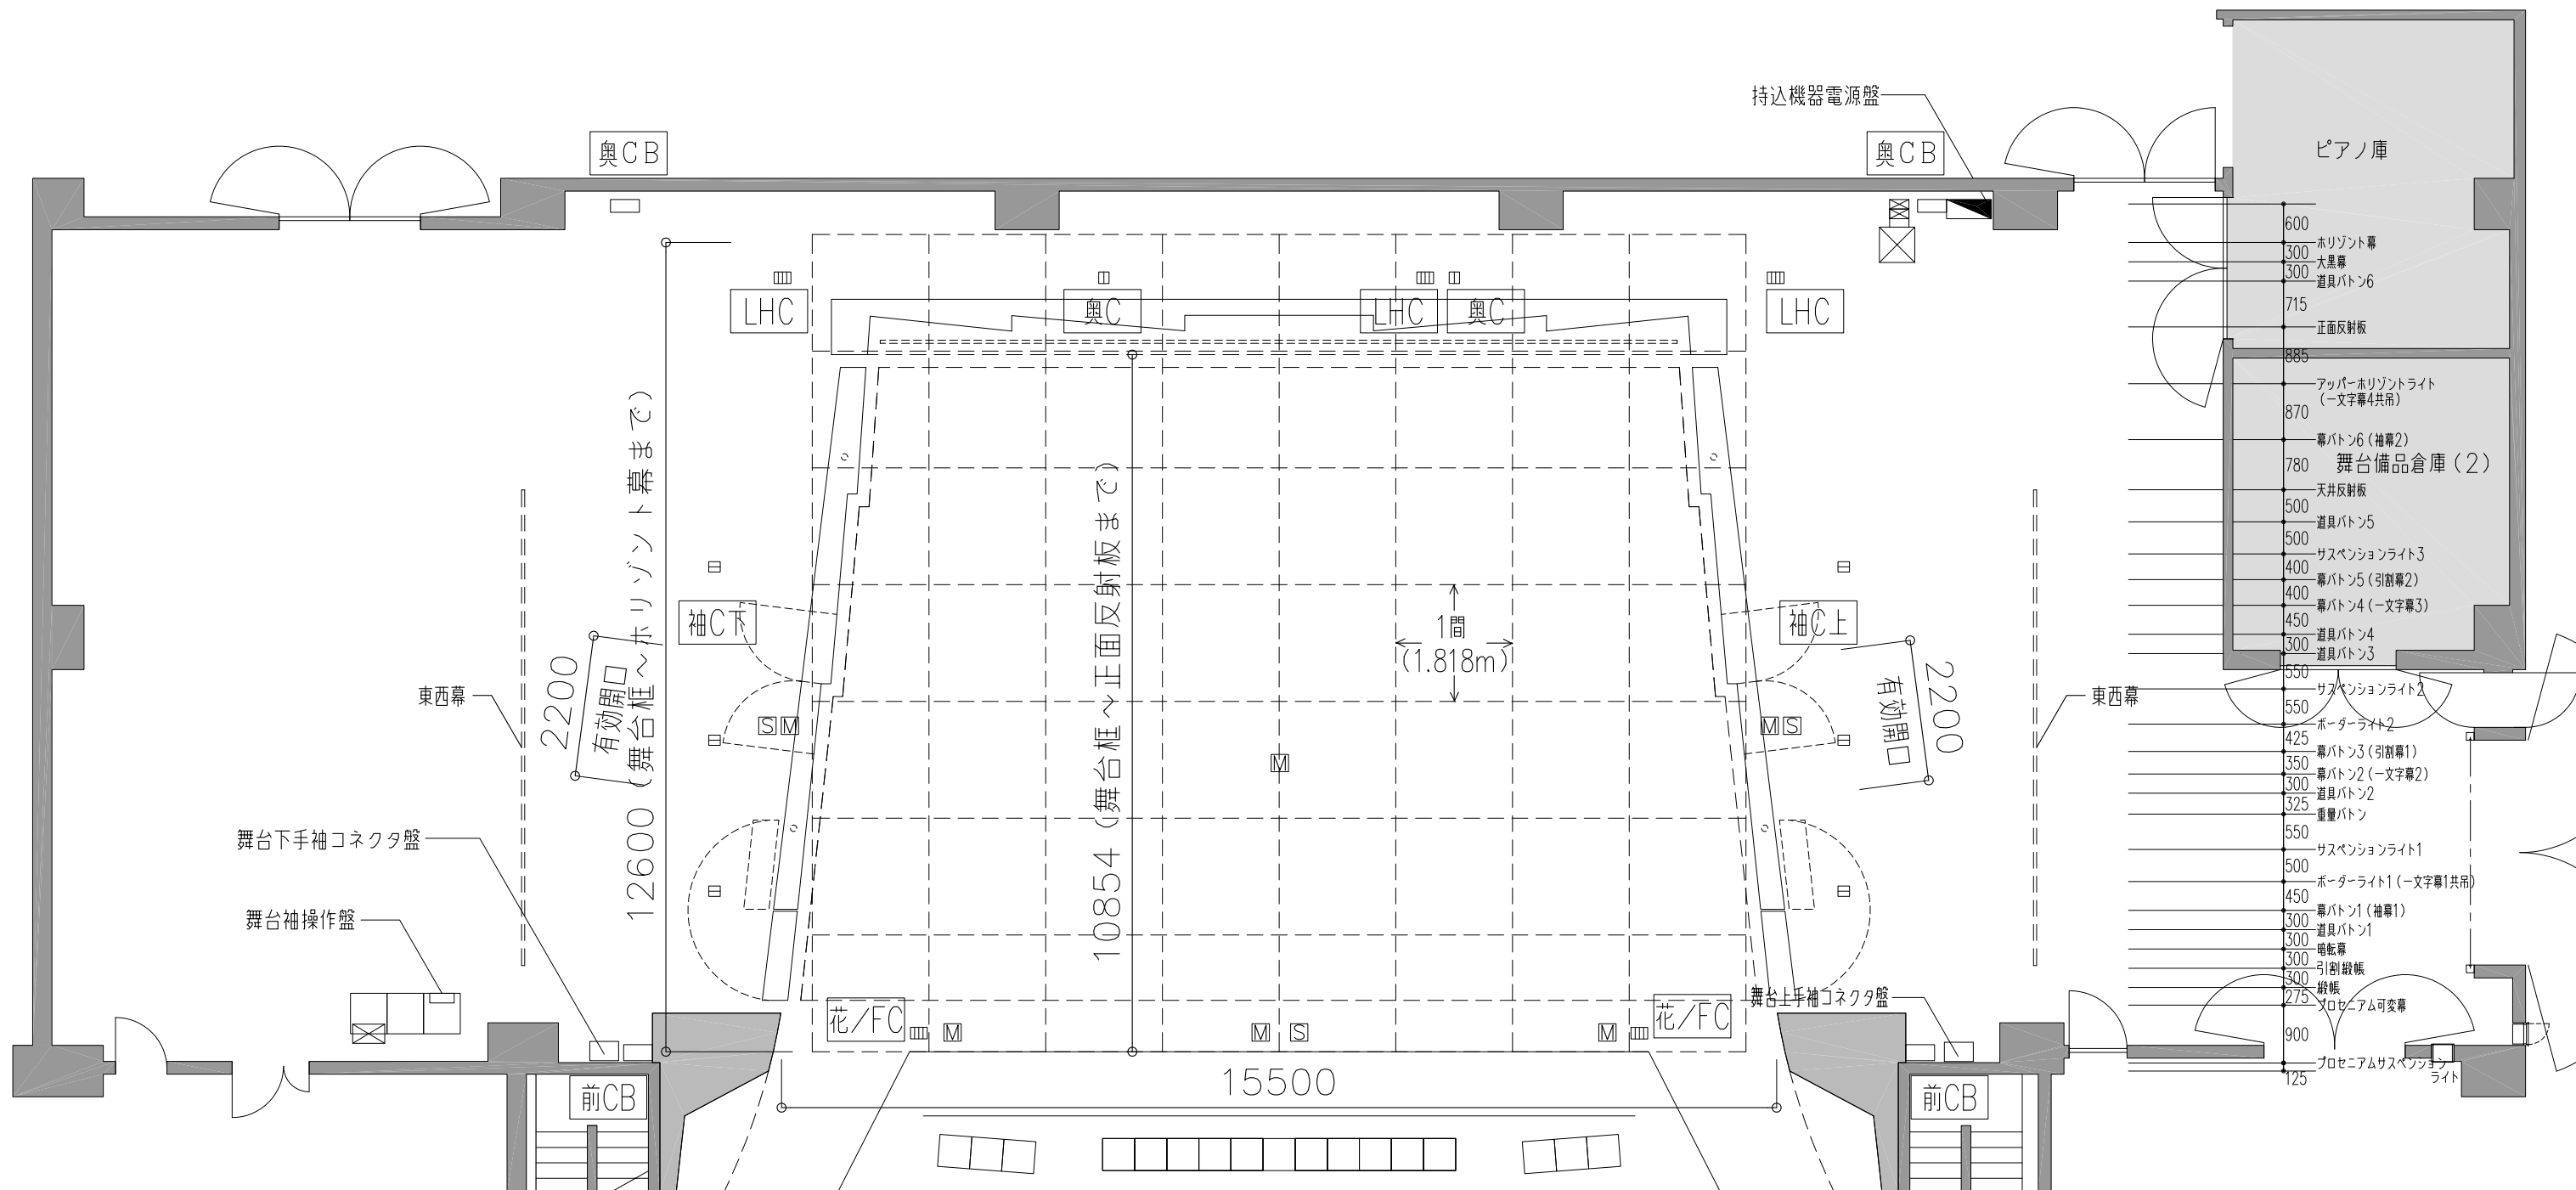 持込機器電源盤
奥CB
奥CB
ピアノ庫
LHC
奥C
LHC
奥C
LHC
12600(舞台框～ホリゾント幕まで)
10854(舞台框～正面反射板まで)
袖C下
袖C上
1間
(1.818m)
2200
有効開口
2200
有効開口
東西幕
東西幕
S M
M S
M
舞台下手袖コネクタ盤
舞台袖操作盤
舞台上手袖コネクタ盤
花/FC
花/FC
M
M S
M
15500
前CB
前CB
舞台備品倉庫(2)
600
ホリゾント幕
300
大黒幕
300
道具バトン6
715
正面反射板
885
アッパーホリゾントライト
(一文字幕4共吊)
870
幕バトン6(袖幕2)
780
天井反射板
500
道具バトン5
500
サスペンションライト3
400
幕バトン5(引割幕2)
400
幕バトン4(一文字幕3)
450
道具バトン4
300
道具バトン3
550
サスペンションライト2
550
ボーダーライト2
425
幕バトン3(引割幕1)
350
幕バトン2(一文字幕2)
300
道具バトン2
325
重量バトン
550
サスペンションライト1
500
ボーダーライト1(一文字幕1共吊)
450
幕バトン1(袖幕1)
300
道具バトン1
300
暗転幕
300
引割緞帳
300
緞帳
275
プロセニアム可変幕
900
プロセニアムサスペンション
ライト
125